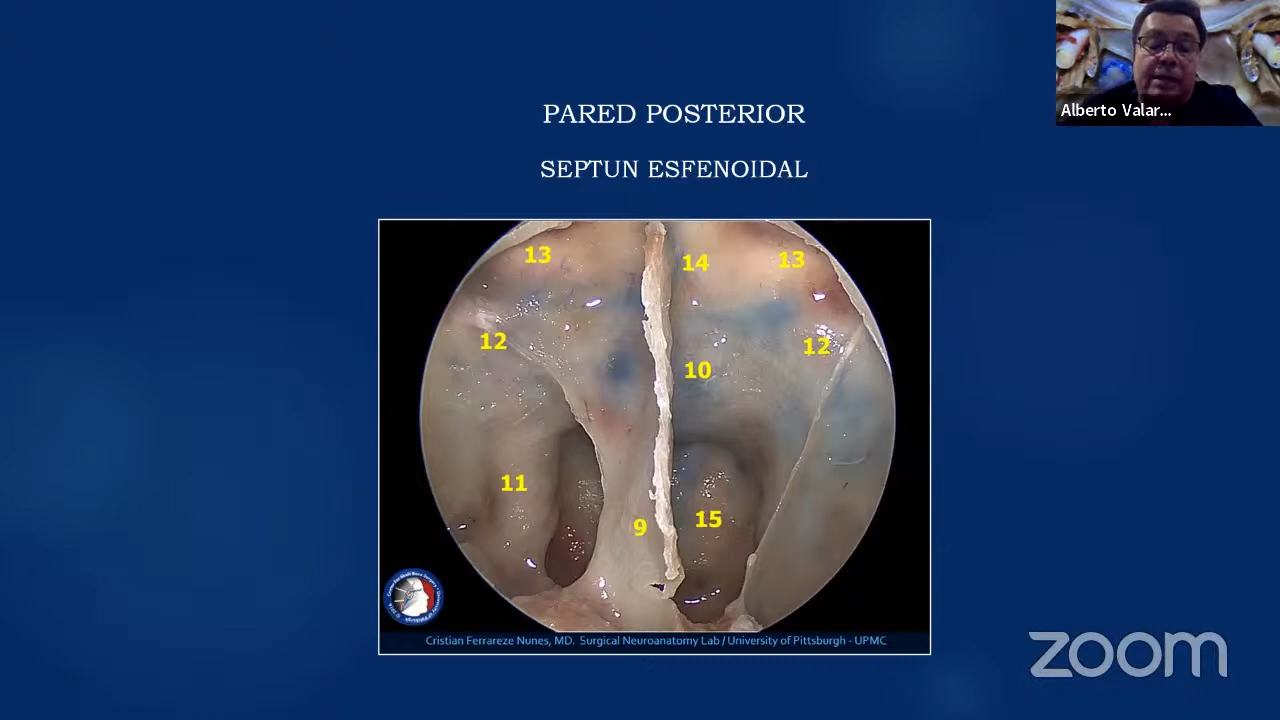 PARED POSTERIOR
SEPTUN ESFENOIDAL
Alberto Valar...
13
14
13
12
12
10
11
9
15
Cristian Ferrareze Nunes, MD. Surgical Neuroanatomy Lab / University of Pittsburgh - UPMC
zoom